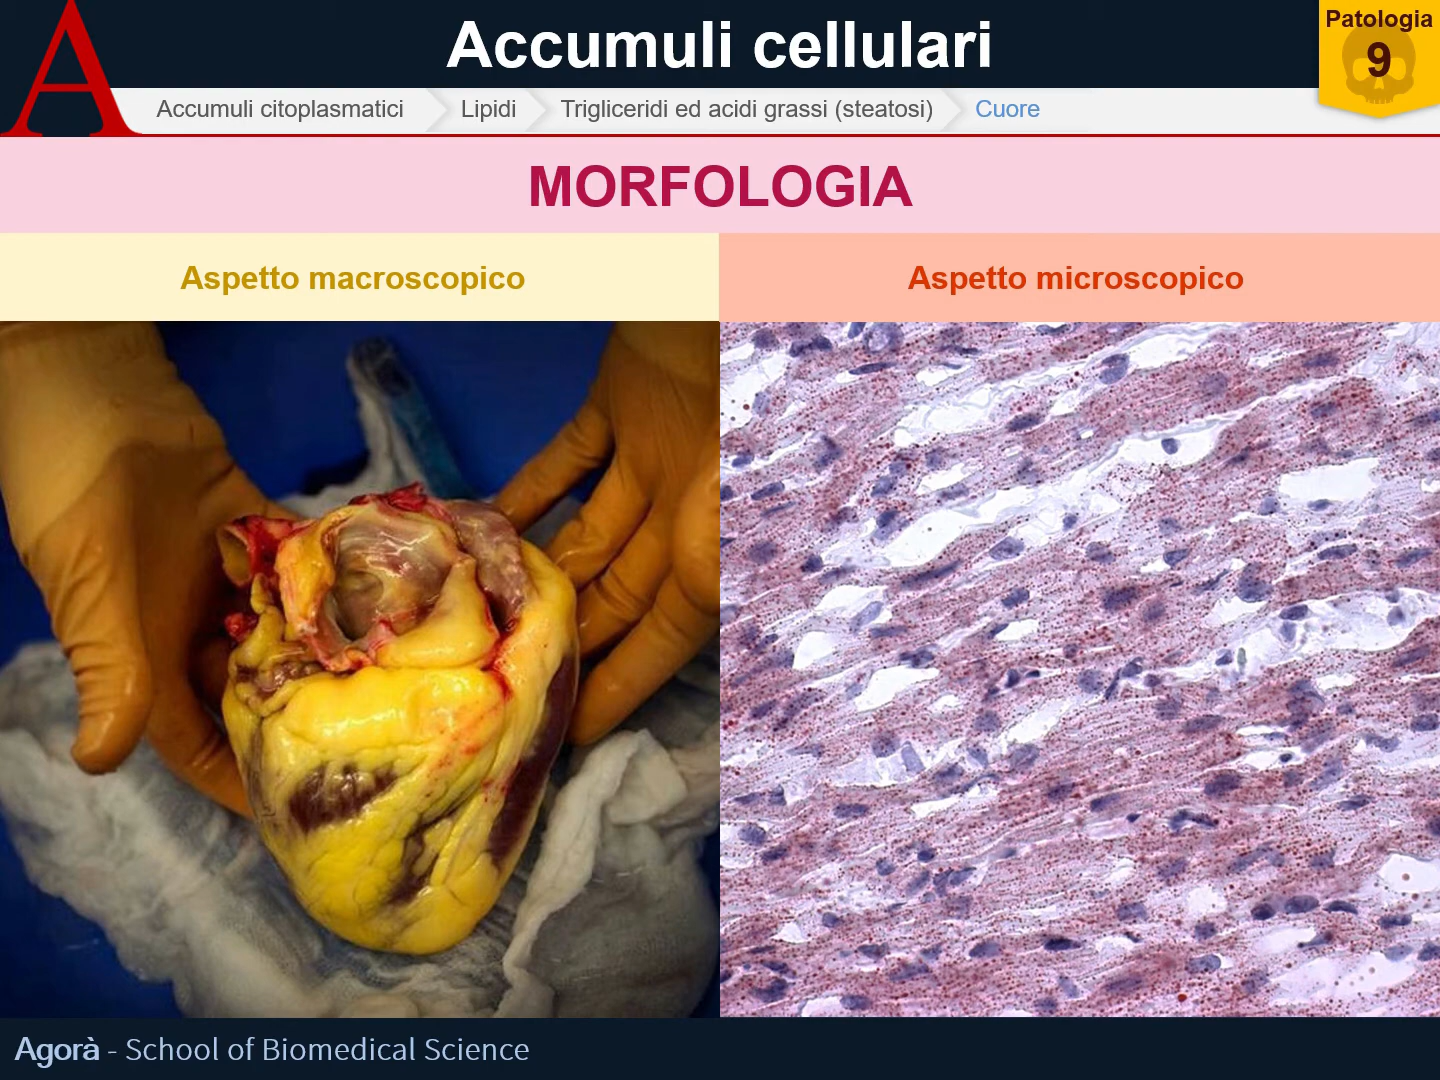 A
Accumuli cellulari
Patologia
9
Accumuli citoplasmatici
Lipidi
Trigliceridi ed acidi grassi (steatosi)
Cuore
MORFOLOGIA
Aspetto macroscopico
Aspetto microscopico
Agorà - School of Biomedical Science